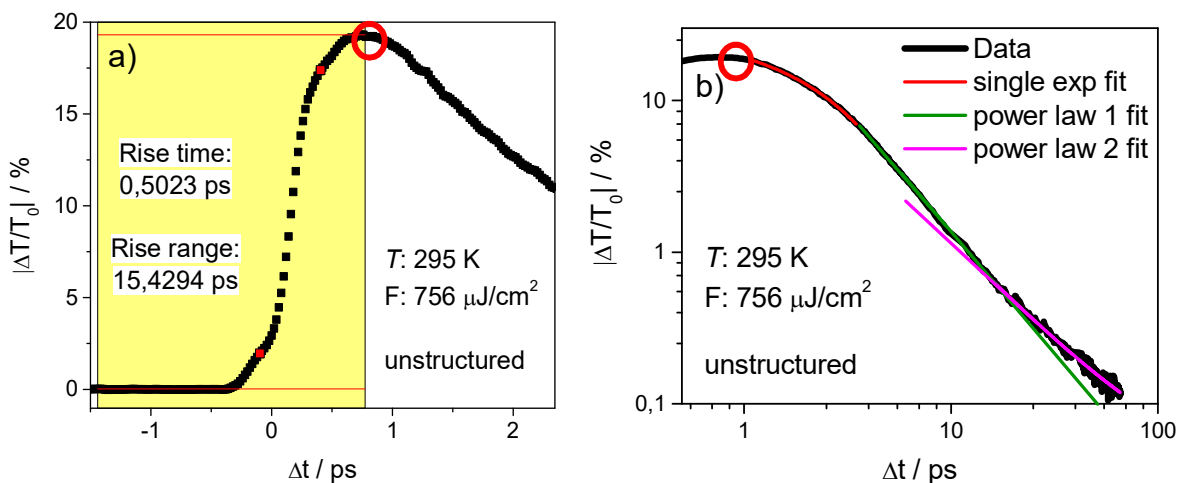 a)
20
15
10
5
0
-1
0
1
2
|ΔT/T₀| / %
Δt / ps
Rise time:
0,5023 ps
Rise range:
15,4294 ps
T: 295 K
F: 756 μJ/cm²
unstructured
b)
Data
single exp fit
power law 1 fit
power law 2 fit
10
1
0,1
1
10
100
|ΔT/T₀| / %
Δt / ps
T: 295 K
F: 756 μJ/cm²
unstructured